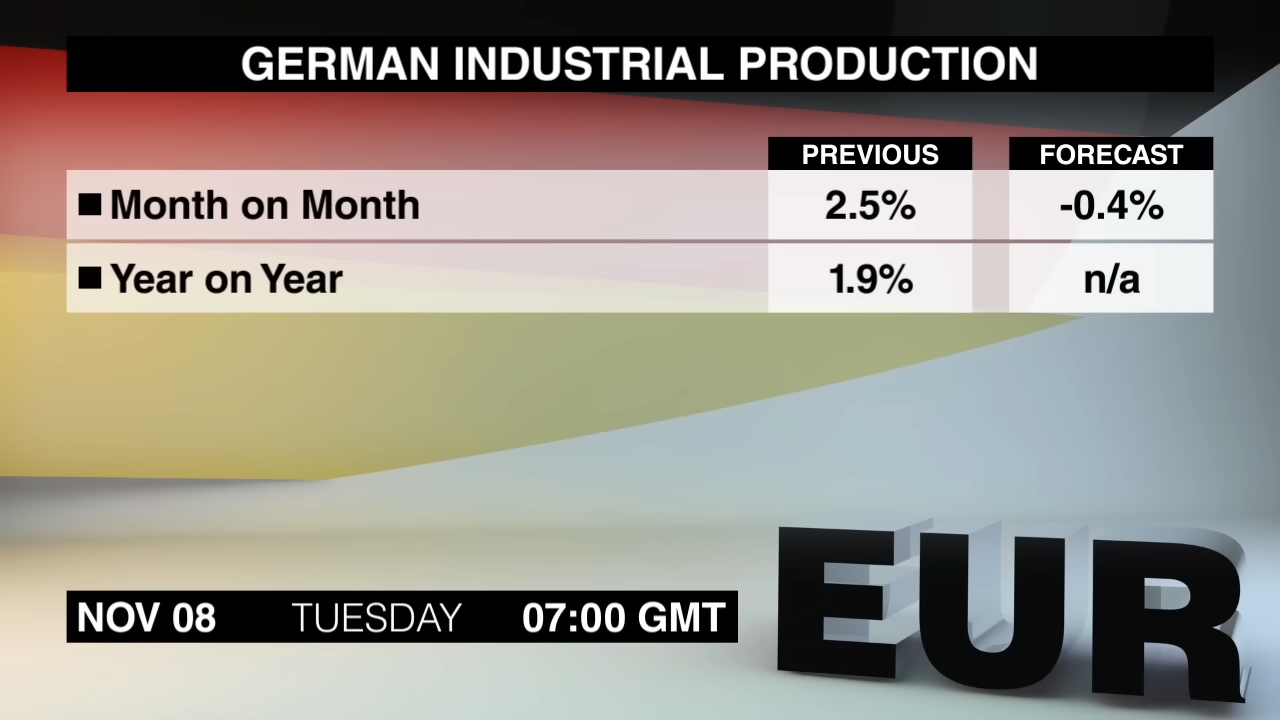 GERMAN INDUSTRIAL PRODUCTION
PREVIOUS FORECAST
Month on Month 2.5% -0.4%
Year on Year 1.9% n/a
NOV 08 TUESDAY 07:00 GMT
EUR